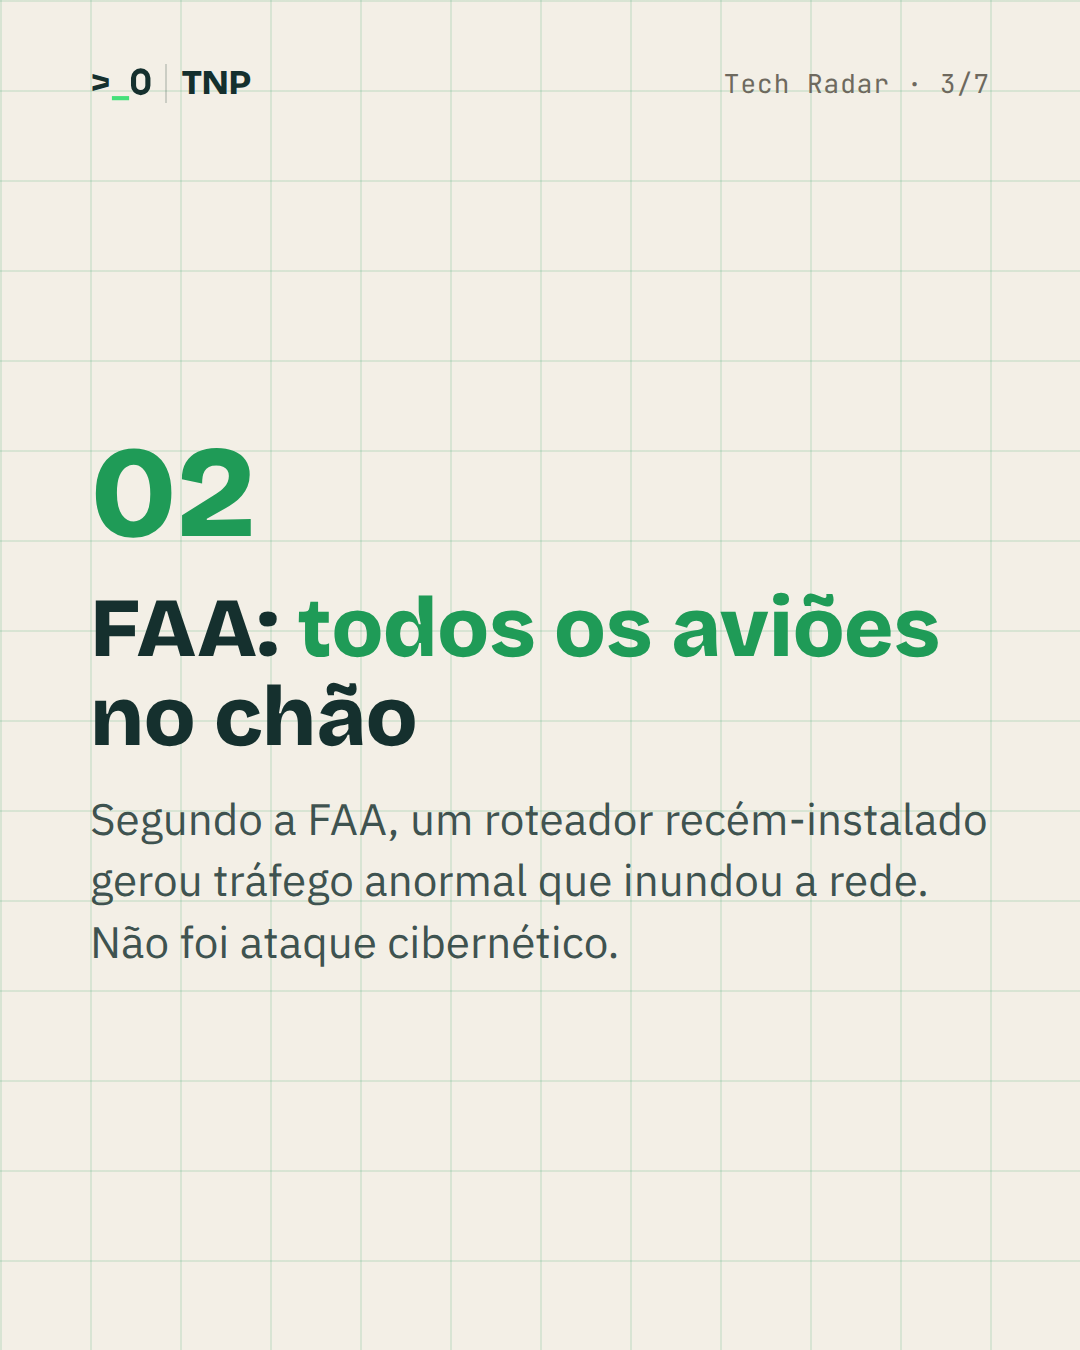 >_0 | TNP
Tech Radar · 3/7
02
FAA: todos os aviões
no chão
Segundo a FAA, um roteador recém-instalado
gerou tráfego anormal que inundou a rede.
Não foi ataque cibernético.